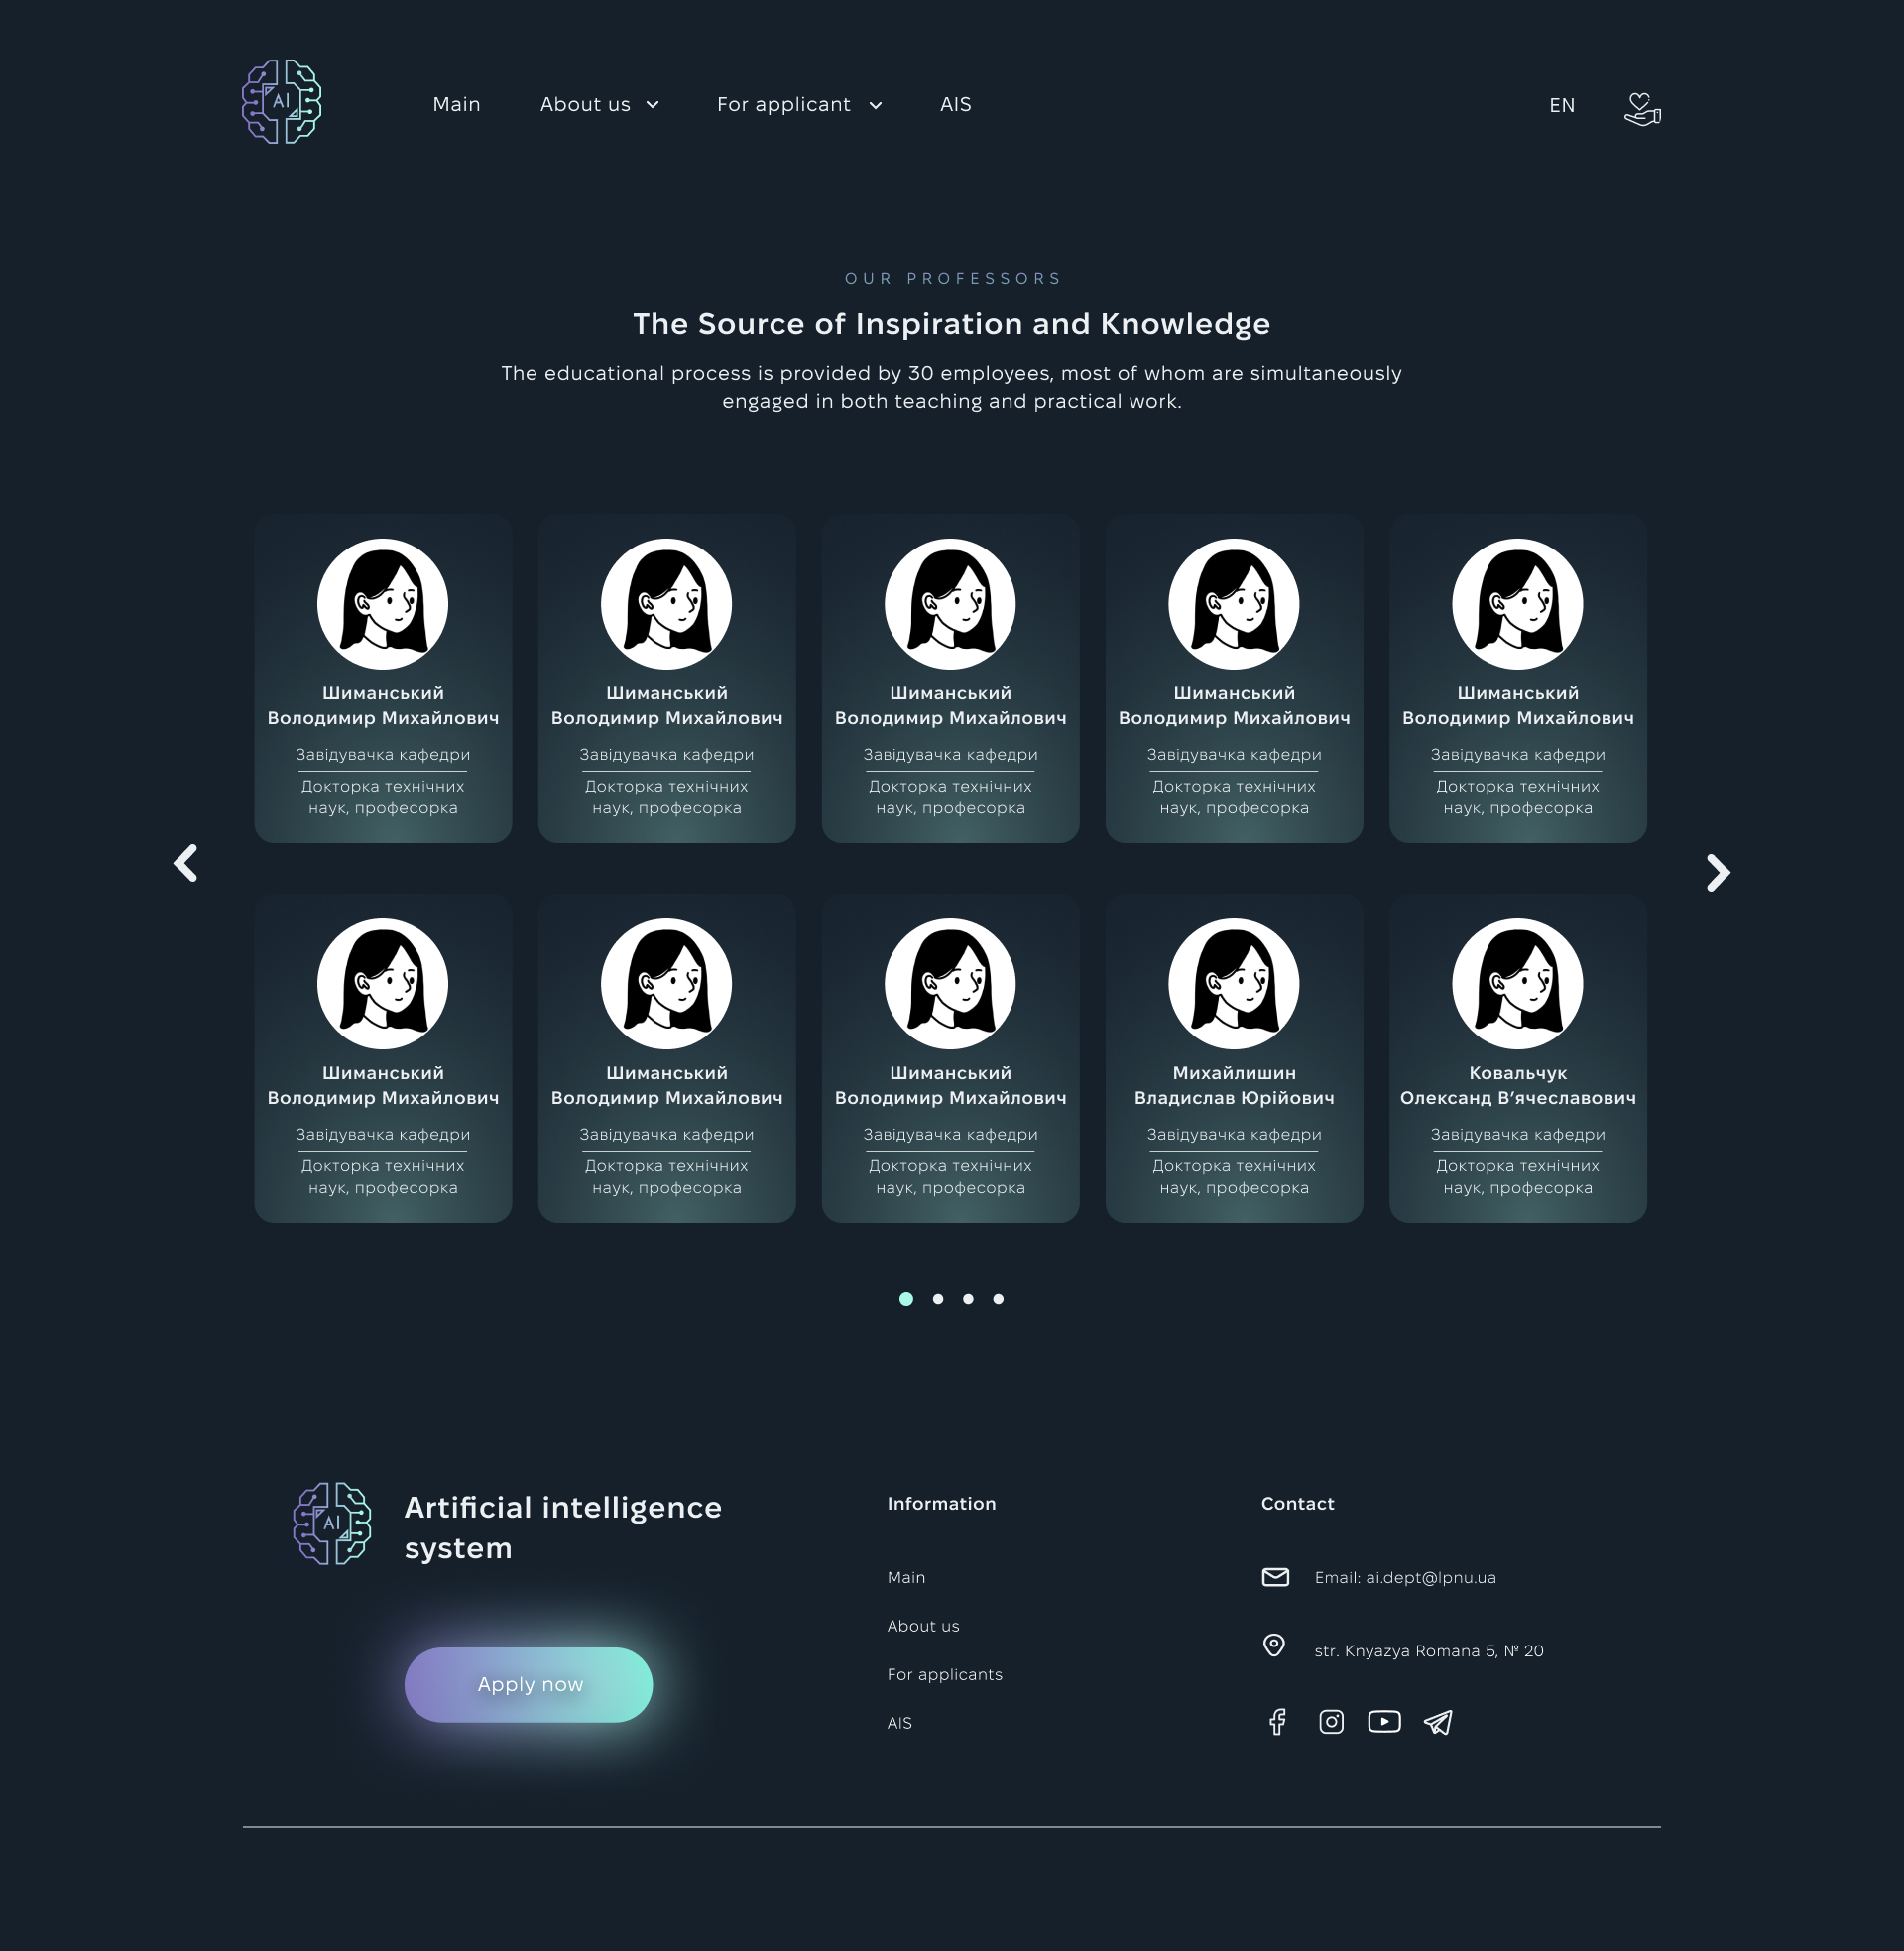 AI
Main
About us
For applicant
AIS
EN
OUR PROFESSORS
The Source of Inspiration and Knowledge
The educational process is provided by 30 employees, most of whom are simultaneously
engaged in both teaching and practical work.
Шиманський
Володимир Михайлович
Завідувачка кафедри
Докторка технічних
наук, професорка
Шиманський
Володимир Михайлович
Завідувачка кафедри
Докторка технічних
наук, професорка
Шиманський
Володимир Михайлович
Завідувачка кафедри
Докторка технічних
наук, професорка
Шиманський
Володимир Михайлович
Завідувачка кафедри
Докторка технічних
наук, професорка
Шиманський
Володимир Михайлович
Завідувачка кафедри
Докторка технічних
наук, професорка
Шиманський
Володимир Михайлович
Завідувачка кафедри
Докторка технічних
наук, професорка
Шиманський
Володимир Михайлович
Завідувачка кафедри
Докторка технічних
наук, професорка
Шиманський
Володимир Михайлович
Завідувачка кафедри
Докторка технічних
наук, професорка
Михайлишин
Владислав Юрійович
Завідувачка кафедри
Докторка технічних
наук, професорка
Ковальчук
Олександ В’ячеславович
Завідувачка кафедри
Докторка технічних
наук, професорка
AI
Artificial intelligence
system
Apply now
Information
Main
About us
For applicants
AIS
Contact
Email: ai.dept@lpnu.ua
str. Knyazya Romana 5, № 20